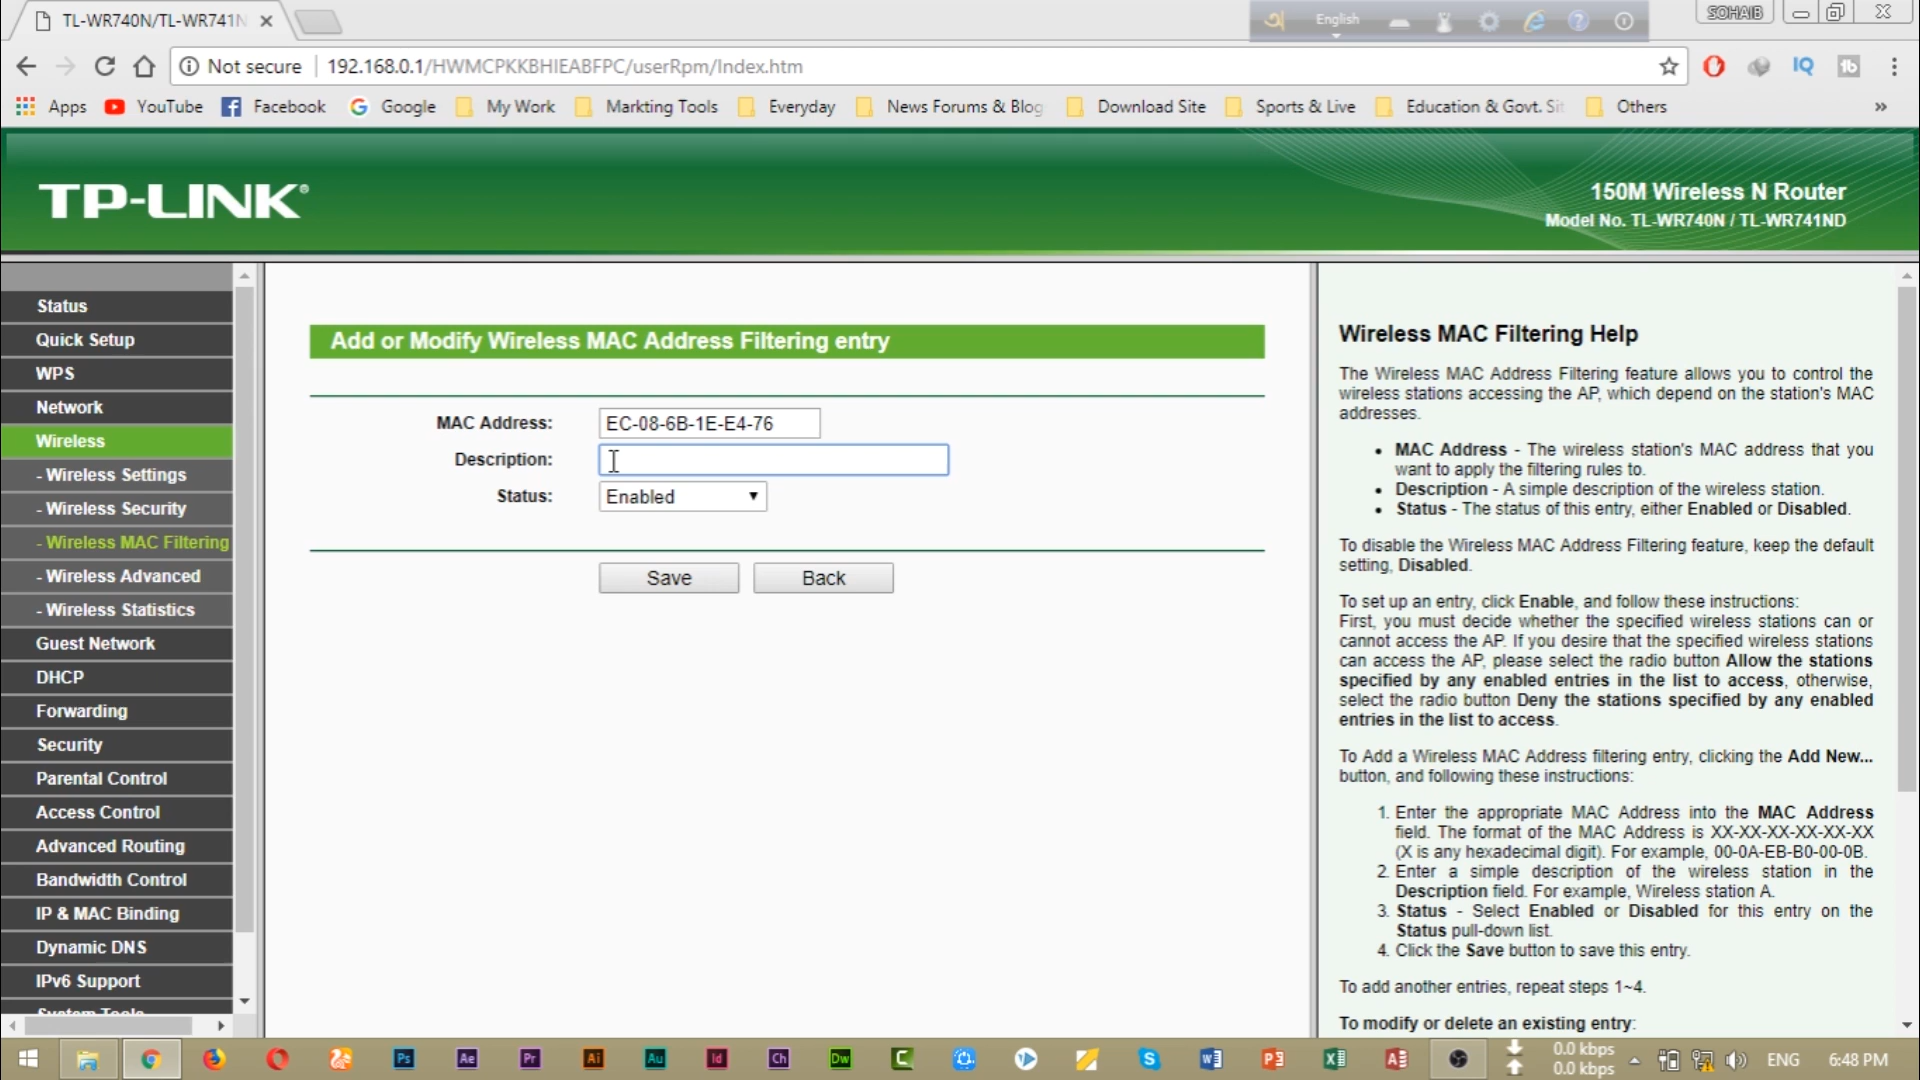 TL-WR740N/TL-WR741N
English
SOHAIB
Not secure
192.168.0.1/HWMCPKKBHIEABFPC/userRpm/Index.htm
IQ
Apps
YouTube
Facebook
Google
My Work
Markting Tools
Everyday
News Forums & Blog
Download Site
Sports & Live
Education & Govt. Sit
Others
»
TP-LINK®
150M Wireless N Router
Model No. TL-WR740N / TL-WR741ND
Status
Quick Setup
WPS
Network
Wireless
- Wireless Settings
- Wireless Security
- Wireless MAC Filtering
- Wireless Advanced
- Wireless Statistics
Guest Network
DHCP
Forwarding
Security
Parental Control
Access Control
Advanced Routing
Bandwidth Control
IP & MAC Binding
Dynamic DNS
IPv6 Support
System Tools
Add or Modify Wireless MAC Address Filtering entry
MAC Address: EC-08-6B-1E-E4-76
Description:
Status: Enabled
Save Back
Wireless MAC Filtering Help
The Wireless MAC Address Filtering feature allows you to control the
wireless stations accessing the AP, which depend on the station's MAC
addresses.
• MAC Address - The wireless station's MAC address that you
want to apply the filtering rules to.
• Description - A simple description of the wireless station.
• Status - The status of this entry, either Enabled or Disabled.
To disable the Wireless MAC Address Filtering feature, keep the default
setting, Disabled.
To set up an entry, click Enable, and follow these instructions:
First, you must decide whether the specified wireless stations can or
cannot access the AP. If you desire that the specified wireless stations
can access the AP, please select the radio button Allow the stations
specified by any enabled entries in the list to access, otherwise,
select the radio button Deny the stations specified by any enabled
entries in the list to access.
To Add a Wireless MAC Address filtering entry, clicking the Add New...
button, and following these instructions:
1. Enter the appropriate MAC Address into the MAC Address
field. The format of the MAC Address is XX-XX-XX-XX-XX-XX
(X is any hexadecimal digit). For example, 00-0A-EB-B0-00-0B.
2. Enter a simple description of the wireless station in the
Description field. For example, Wireless station A.
3. Status - Select Enabled or Disabled for this entry on the
Status pull-down list.
4. Click the Save button to save this entry.
To add another entries, repeat steps 1~4.
To modify or delete an existing entry:
Ps
Ae
Pr
Ai
Au
Id
Ch
Dw
0.0 kbps
0.0 kbps
ENG
6:48 PM